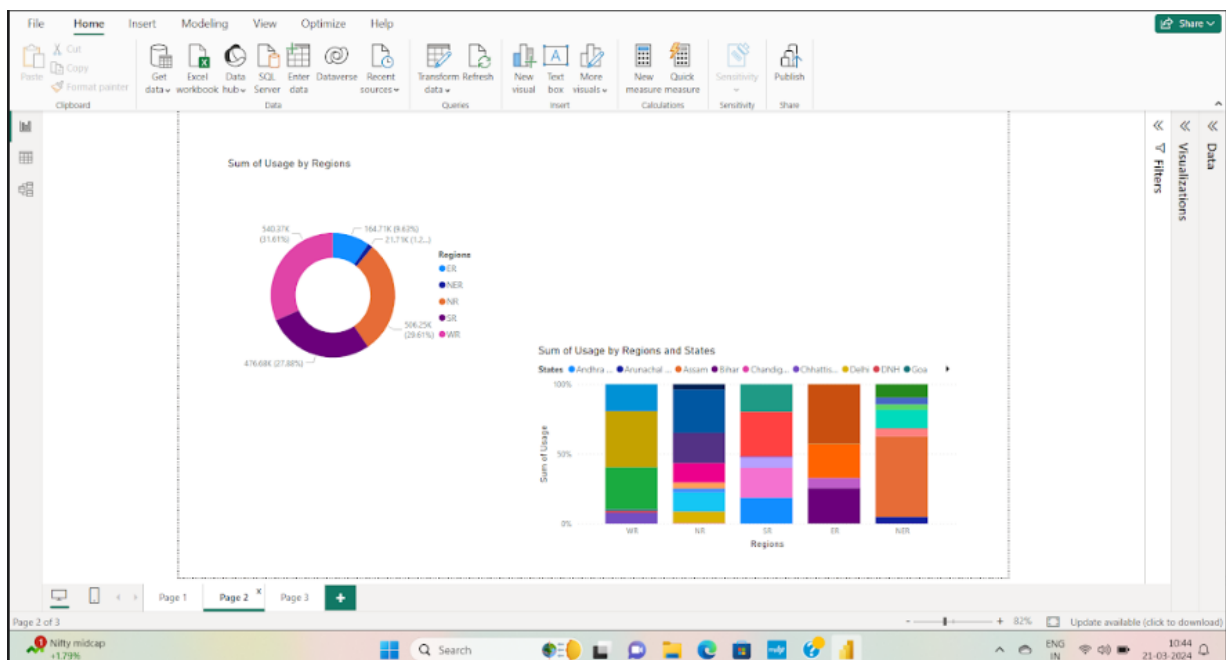 File Home Insert Modeling View Optimize Help Share
Cut
Copy
Format painter
Paste
Get data
Excel workbook
Data hub
SQL Server
Enter data
Dataverse
Recent sources
Transform data
Refresh
New visual
Text box
More visuals
New measure
Quick measure
Sensitivity
Publish
Clipboard Data Queries Insert Calculations Sensitivity Share
Filters
Visualizations
Data
Sum of Usage by Regions
540.37K (31.61%)
164.71K (9.63%)
21.71K (1.2...)
506.25K (29.61%)
476.68K (27.88%)
Regions
ER
NER
NR
SR
WR
Sum of Usage by Regions and States
States Andhra ... Arunachal ... Assam Bihar Chandig... Chhattis... Delhi DNH Goa
100%
50%
0%
Sum of Usage
WR NR SR ER NER
Regions
Page 1 Page 2 x Page 3 +
Page 2 of 3 - + 82% Update available (click to download)
1
Nifty midcap
+1.79%
Search
ENG
IN
10:44
21-03-2024